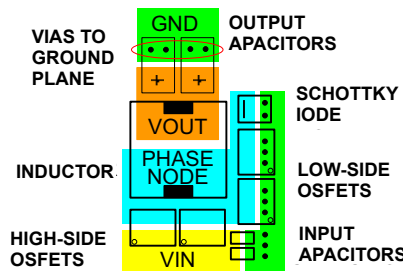 GND
OUTPUT
APACITORS
VIAS TO
GROUND
PLANE
VOUT
SCHOTTKY
IODE
INDUCTOR
PHASE
NODE
LOW-SIDE
OSFETS
HIGH-SIDE
OSFETS
VIN
INPUT
APACITORS